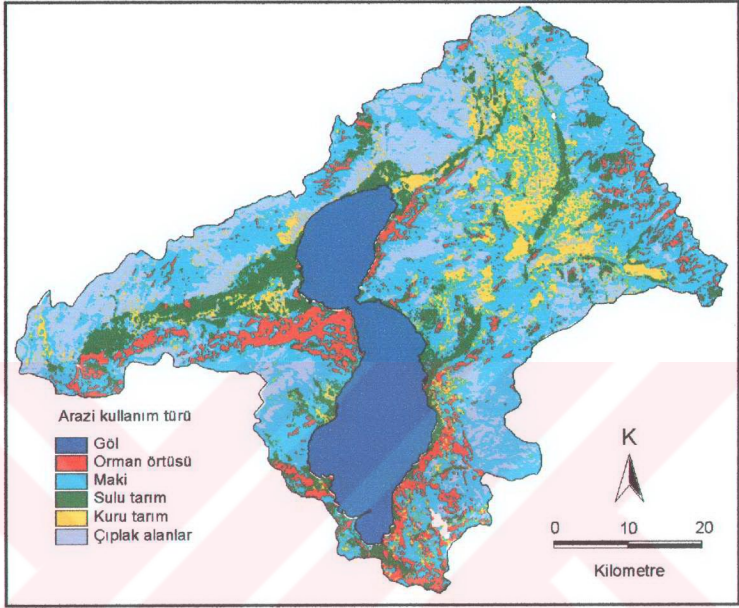 Arazi kullanım türü
Göl
Orman örtüsü
Maki
Sulu tarım
Kuru tarım
Çıplak alanlar
K
0 10 20
Kilometre